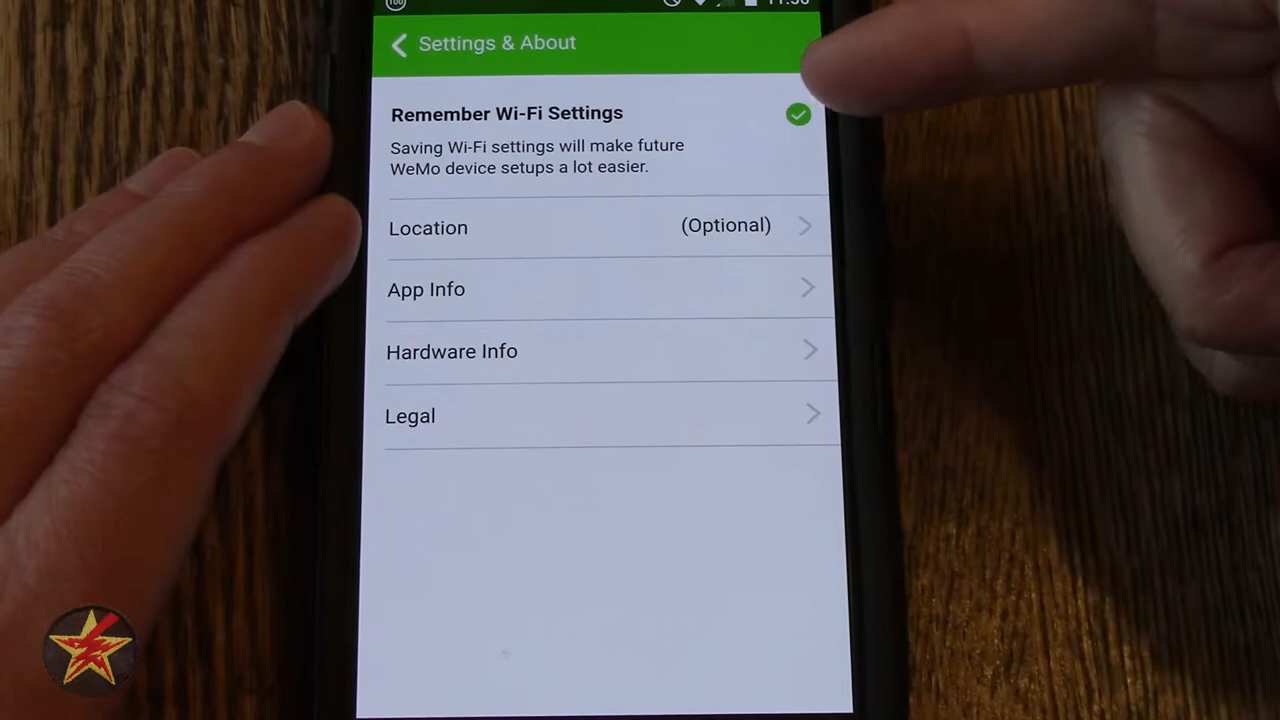 100
Settings & About
Remember Wi-Fi Settings
Saving Wi-Fi settings will make future
WeMo device setups a lot easier.
Location (Optional)
App Info
Hardware Info
Legal